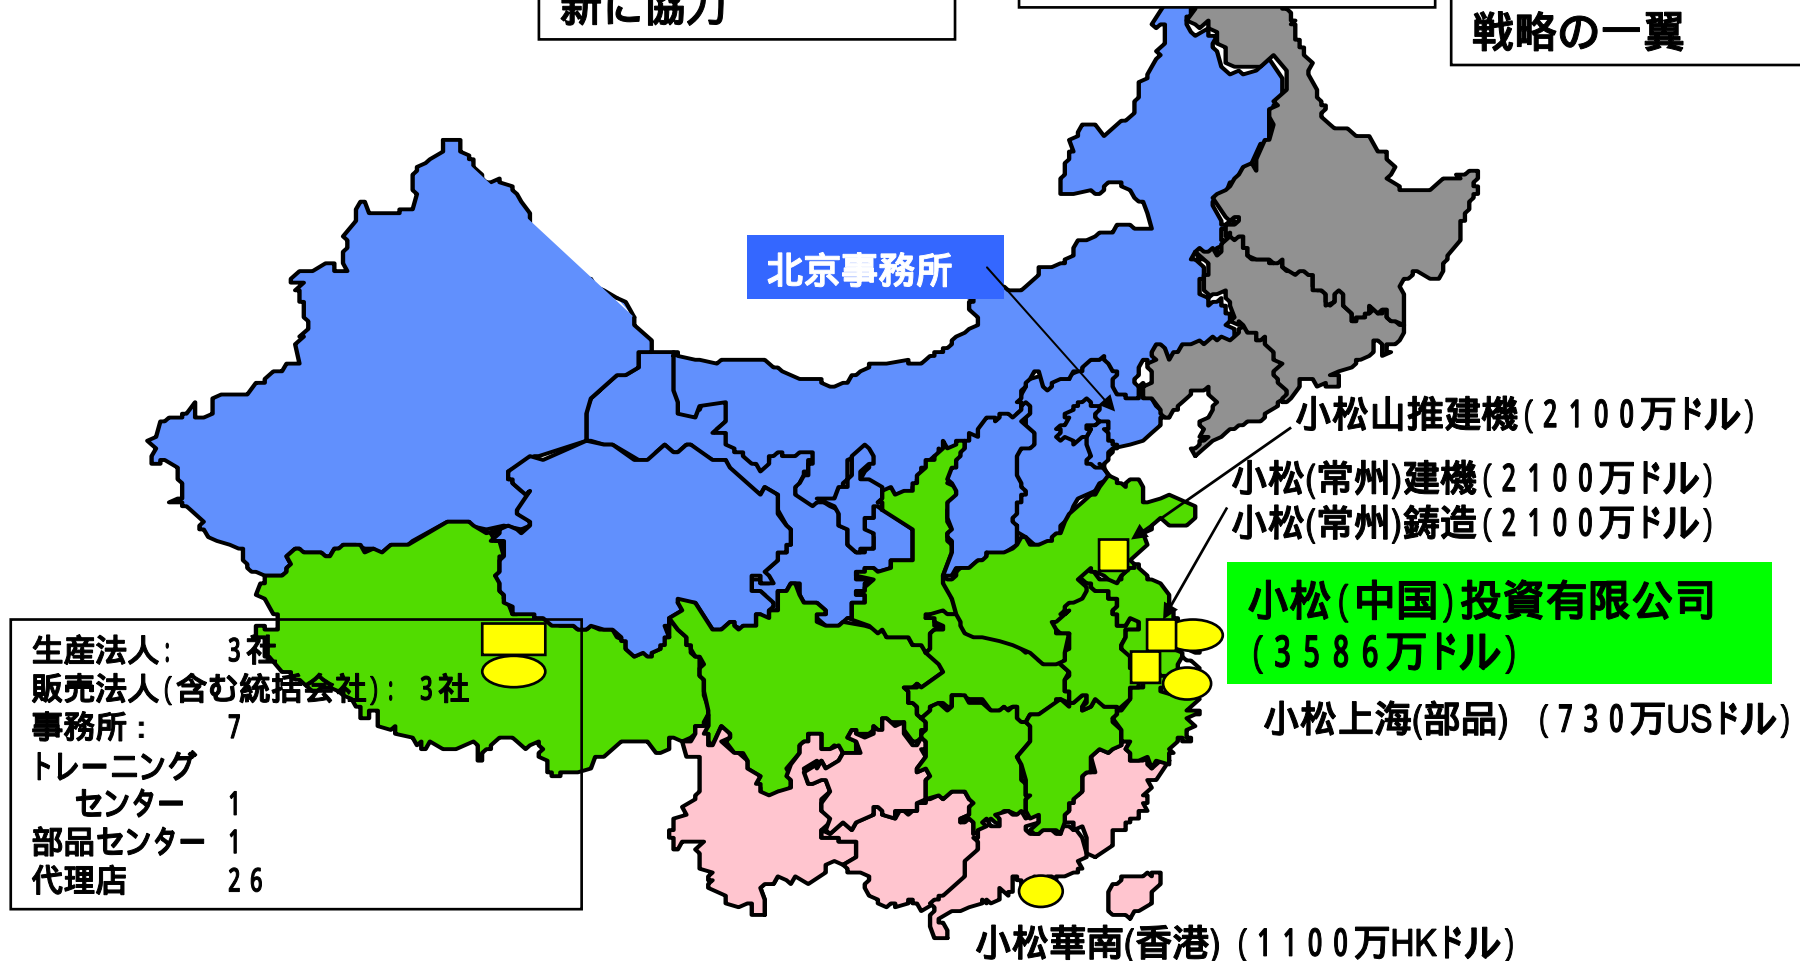 新に協力
戦略の一翼
北京事務所
小松山推建機(2100万ドル)
小松(常州)建機(2100万ドル)
小松(常州)鋳造(2100万ドル)
小松(中国)投資有限公司
(3586万ドル)
小松上海(部品) (730万USドル)
小松華南(香港) (1100万HKドル)
生産法人: 3社
販売法人(含む統括会社): 3社
事務所: 7
トレーニング
センター 1
部品センター 1
代理店 26